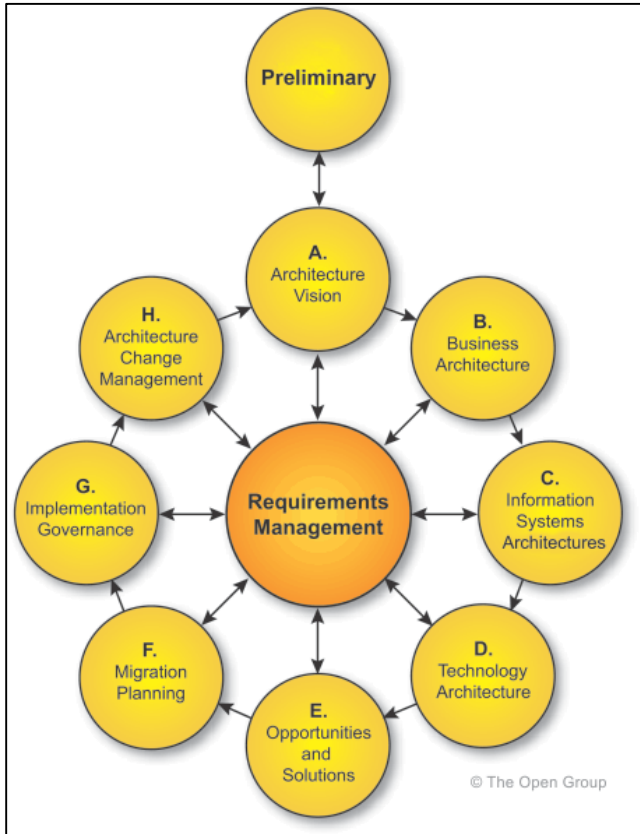 Preliminary
A.
Architecture
Vision
B.
Business
Architecture
C.
Information
Systems
Architectures
D.
Technology
Architecture
E.
Opportunities
and
Solutions
F.
Migration
Planning
G.
Implementation
Governance
H.
Architecture
Change
Management
Requirements
Management
© The Open Group